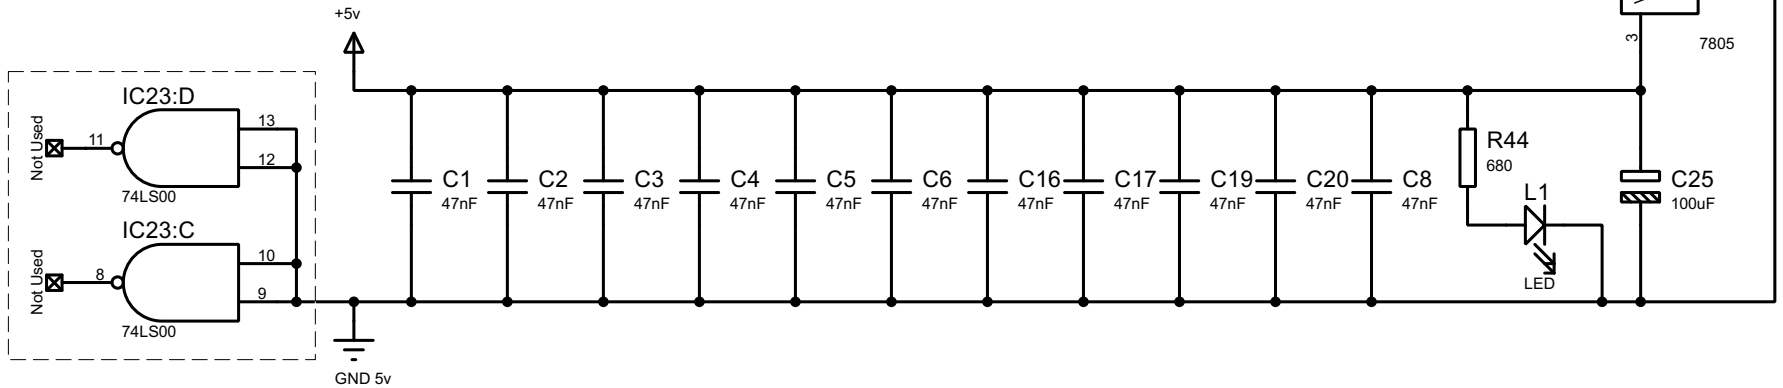 +5v
3
7805
IC23:D
13
12
11
Not Used
74LS00
IC23:C
10
9
8
Not Used
74LS00
C1
47nF
C2
47nF
C3
47nF
C4
47nF
C5
47nF
C6
47nF
C16
47nF
C17
47nF
C19
47nF
C20
47nF
C8
47nF
R44
680
L1
LED
C25
100uF
GND 5v